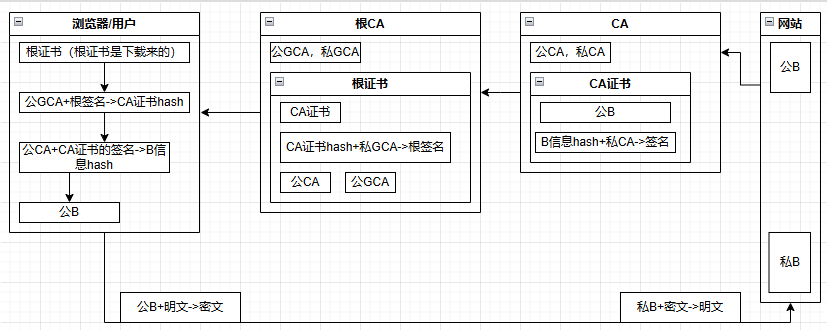 浏览器/用户
根证书（根证书是下载来的）
公GCA+根签名->CA证书hash
公CA+CA证书的签名->B信
息hash
公B
根CA
公GCA，私GCA
根证书
CA证书
CA证书hash+私GCA->根签名
公CA
公GCA
CA
公CA，私CA
CA证书
公B
B信息hash+私CA->签名
网站
公B
私B
公B+明文->密文
私B+密文->明文